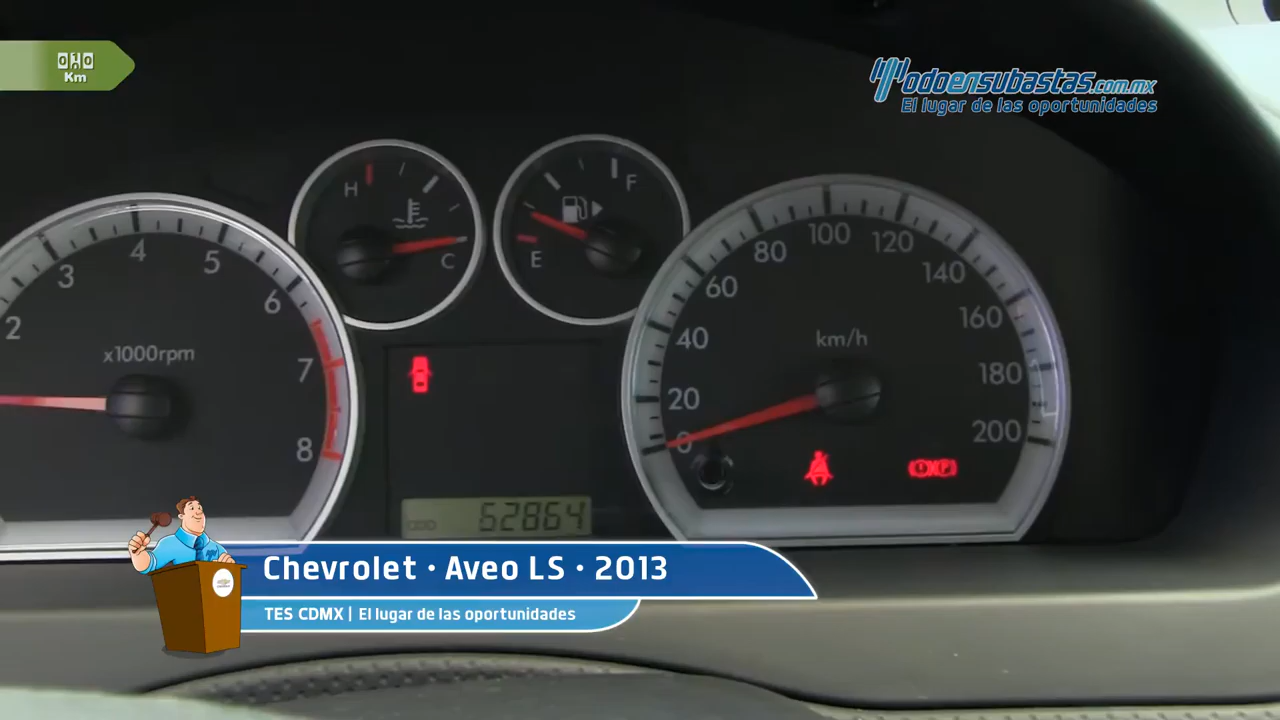 0 0
Km
Todoensubastas.com.mx
El lugar de las oportunidades
H
C
F
E
2
3
4
5
6
7
8
x1000rpm
0
20
40
60
80
100
120
140
160
180
200
km/h
P
52864
Chevrolet · Aveo LS · 2013
TES CDMX | El lugar de las oportunidades